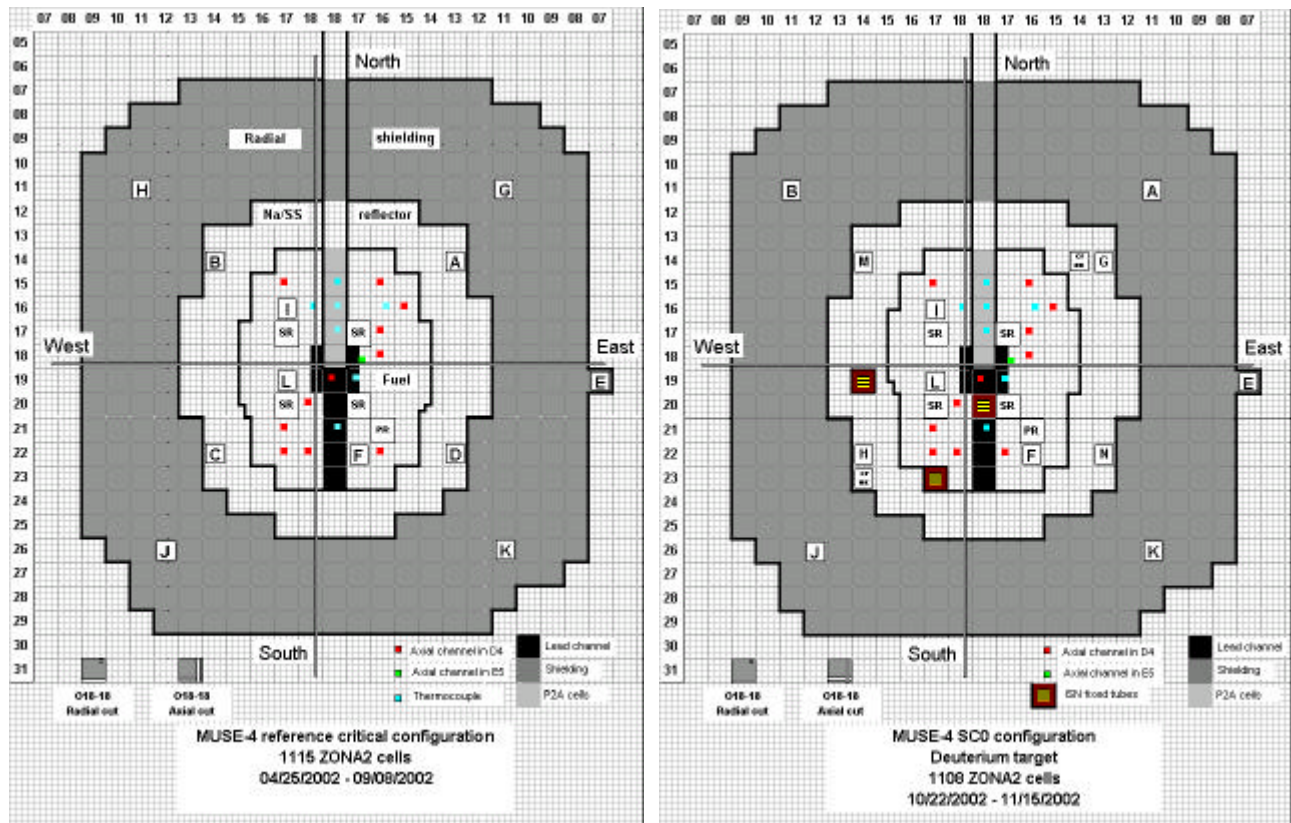 07 08 09 10 11 12 13 14 15 16 17 18 18 17 16 15 14 13 12 11 10 09 08 07
05
06
07
08
09
10
11
12
13
14
15
16
17
18
19
20
21
22
23
24
25
26
27
28
29
30
31
North
Radial shielding
H G
Na/SS reflector
B A
I
SR SR
West East
L Fuel E
SR SR
PR
C F D
J K
South
Axial channel in D4
Axial channel in E5
Thermocouple
Lead channel
Shielding
P2A cells
O18-18
Radial cut
O18-18
Axial cut
MUSE-4 reference critical configuration
1115 ZONA2 cells
04/25/2002 - 09/08/2002
07 08 09 10 11 12 13 14 15 16 17 18 18 17 16 15 14 13 12 11 10 09 08 07
05
06
07
08
09
10
11
12
13
14
15
16
17
18
19
20
21
22
23
24
25
26
27
28
29
30
31
North
B A
M G
I
SR SR
West East
L E
SR SR
PR
H F N
J K
South
Axial channel in D4
Axial channel in E5
ISN fixed tubes
Lead channel
Shielding
P2A cells
O18-18
Radial cut
O18-18
Axial cut
MUSE-4 SC0 configuration
Deuterium target
1108 ZONA2 cells
10/22/2002 - 11/15/2002